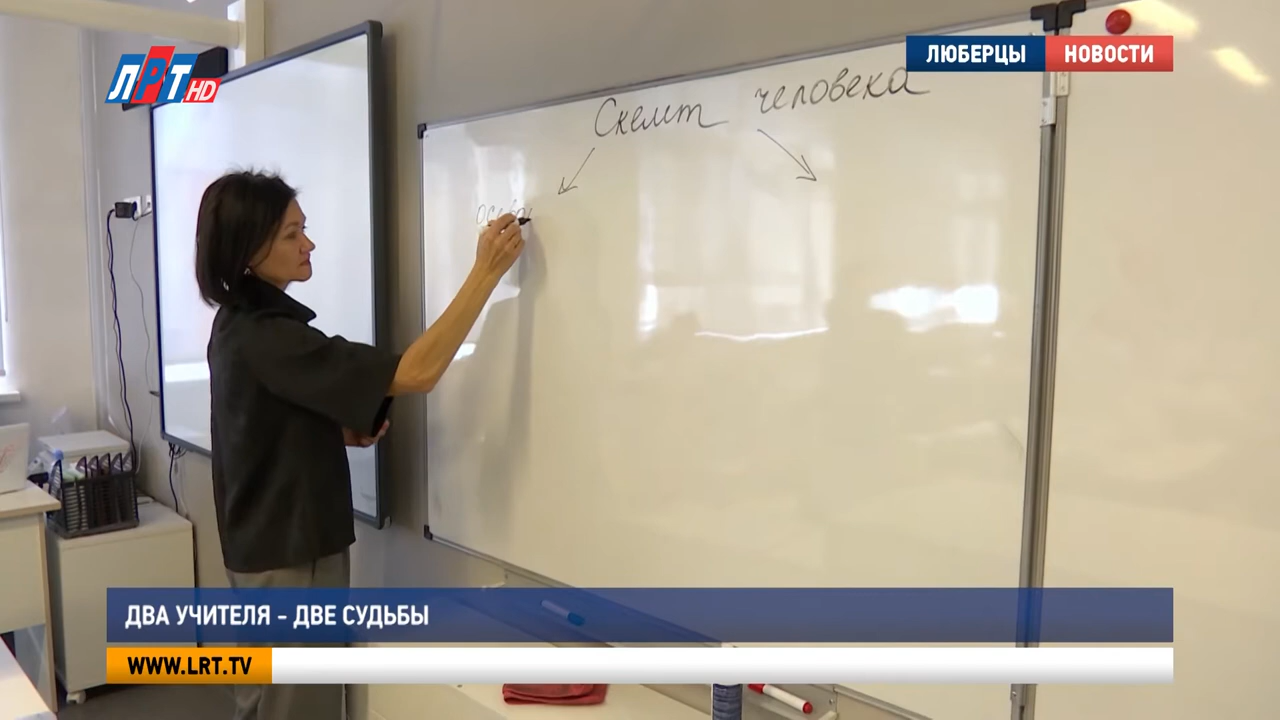 ЛРТ HD
ЛЮБЕРЦЫ НОВОСТИ
Скелет человека
ДВА УЧИТЕЛЯ - ДВЕ СУДЬБЫ
WWW.LRT.TV